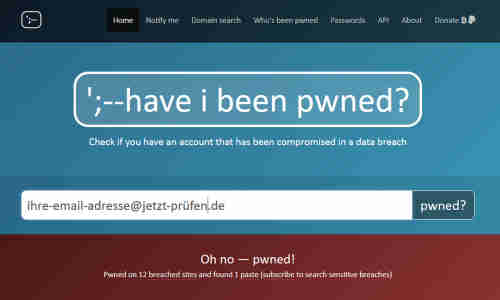 ';--
Home Notify me Domain search Who's been pwned Passwords API About Donate
';--have i been pwned?
Check if you have an account that has been compromised in a data breach
ihre-email-adresse@jetzt-prüfen.de pwned?
Oh no — pwned!
Pwned on 12 breached sites and found 1 paste (subscribe to search sensitive breaches)